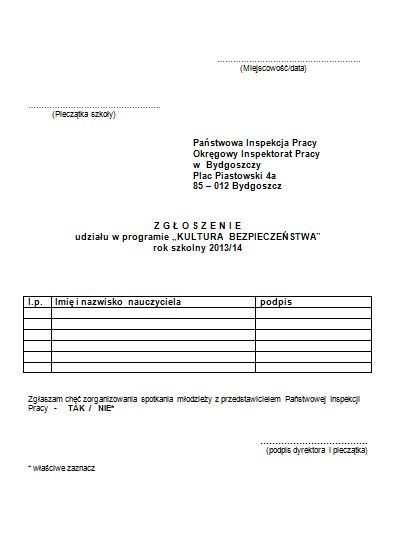 ……………………………………………
(Miejscowość/data)
………………………………………..
(Pieczątka szkoły)
Państwowa Inspekcja Pracy
Okręgowy Inspektorat Pracy
w Bydgoszczy
Plac Piastowski 4a
85 – 012 Bydgoszcz
Z G Ł O S Z E N I E
udziału w programie „KULTURA BEZPIECZEŃSTWA”
rok szkolny 2013/14
l.p. Imię i nazwisko nauczyciela podpis
Zgłaszam chęć zorganizowania spotkania młodzieży z przedstawicielem Państwowej Inspekcji
Pracy - TAK / NIE*
………………………………
(podpis dyrektora i pieczątka)
* właściwe zaznacz